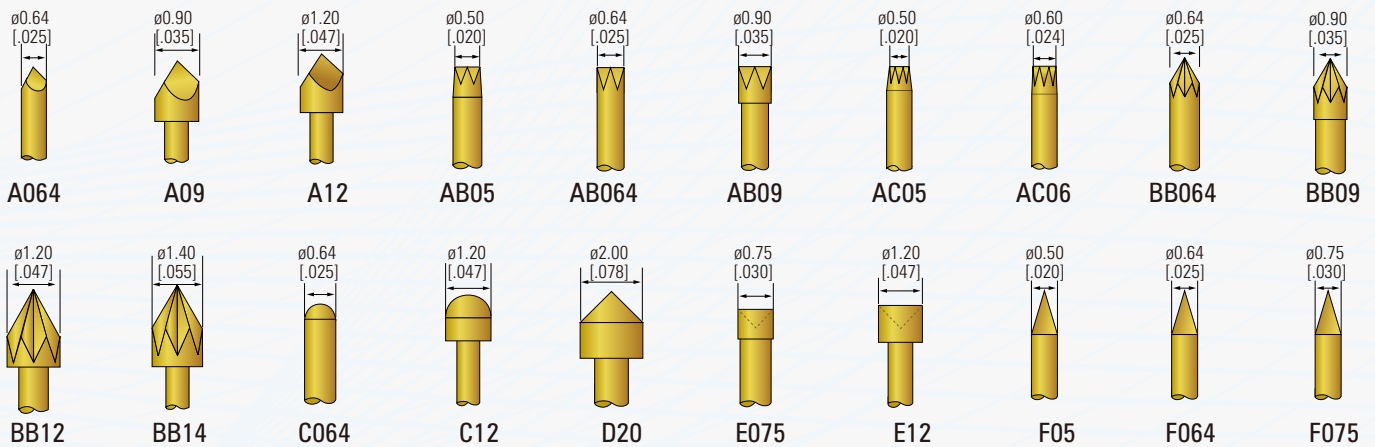 ø0.64 ø0.90 ø1.20 ø0.50 ø0.64 ø0.90 ø0.50 ø0.60 ø0.64 ø0.90
[.025] [.035] [.047] [.020] [.025] [.035] [.020] [.024] [.025] [.035]
A064 A09 A12 AB05 AB064 AB09 AC05 AC06 BB064 BB09
ø1.20 ø1.40 ø0.64 ø1.20 ø2.00 ø0.75 ø1.20 ø0.50 ø0.64 ø0.75
[.047] [.055] [.025] [.047] [.078] [.030] [.047] [.020] [.025] [.030]
BB12 BB14 C064 C12 D20 E075 E12 F05 F064 F075